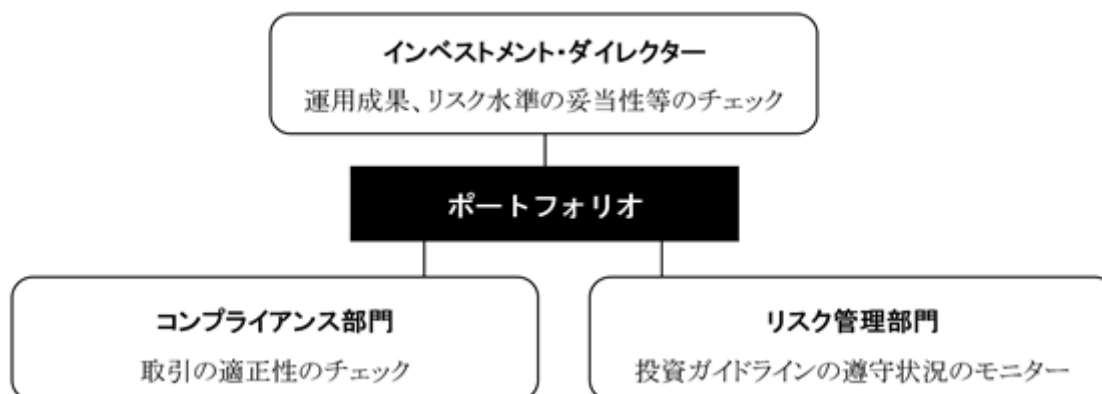 インベストメント・ダイレクター
運用成果、リスク水準の妥当性等のチェック
ポートフォリオ
コンプライアンス部門
取引の適正性のチェック
リスク管理部門
投資ガイドラインの遵守状況のモニター